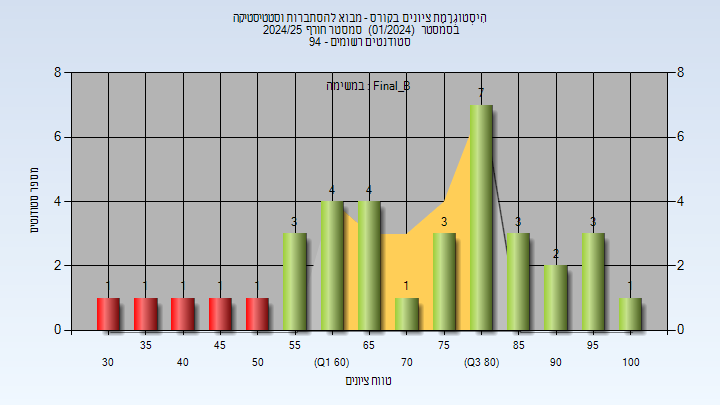 היסטוגרמת ציונים בקורס - מבוא להסתברות וסטטיסטיקה
בסמסטר (01/2024) סמסטר חורף 2024/25
סטודנטים רשומים - 94
במשימה : Final_B
8 8
7
6 6
מספר סטודנטים
4 4
4 4
3 3 3 3
2 2
2
1 1 1 1 1 1 1
0 0
35 45 55 65 75 85 95
30 40 50 (Q1 60) 70 (Q3 80) 90 100
טווח ציונים